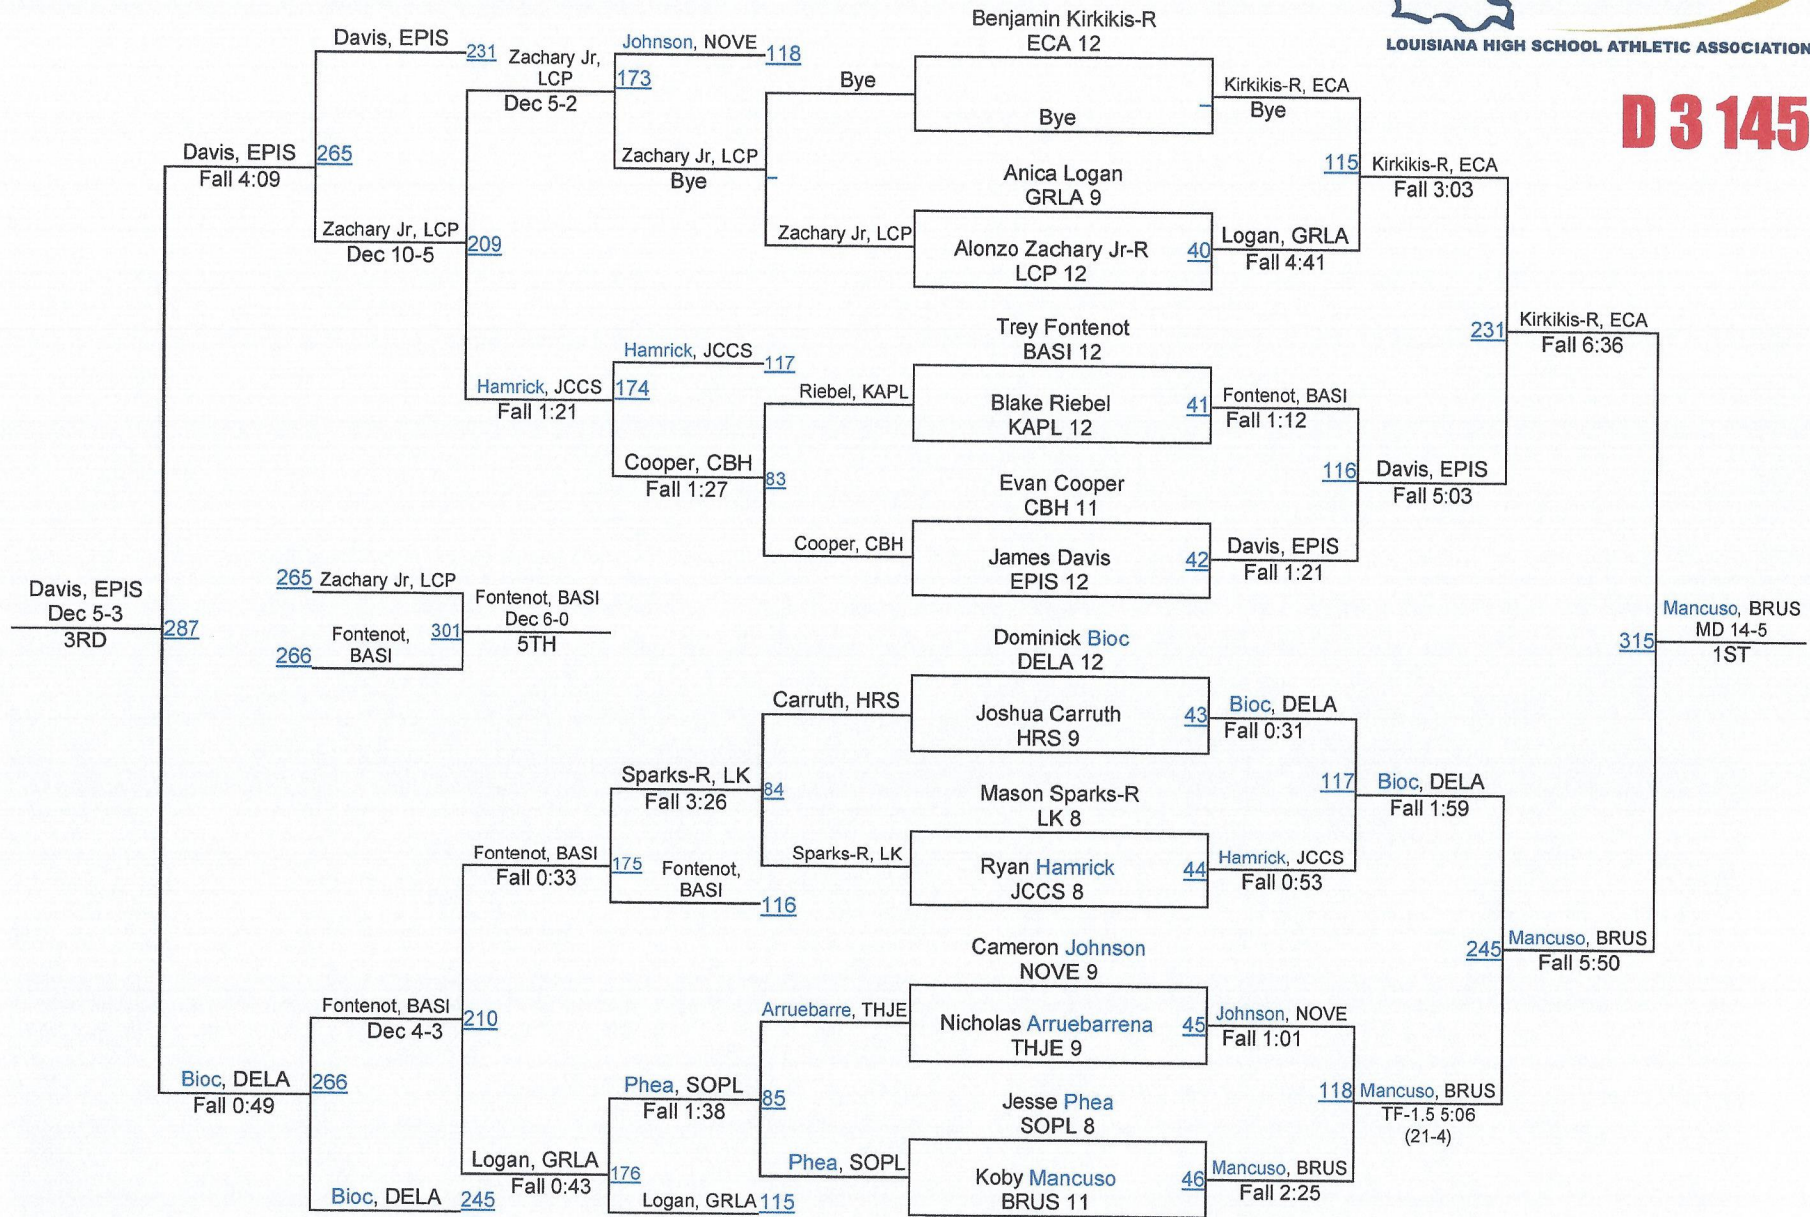 LOUISIANA HIGH SCHOOL ATHLETIC ASSOCIATION
D 3 145
Davis, EPIS
231
Zachary Jr,
LCP
Dec 5-2
Johnson, NOVE
118
173
Zachary Jr, LCP
Bye
Bye
Zachary Jr, LCP
Davis, EPIS
Fall 4:09
265
Zachary Jr, LCP
Dec 10-5
209
Hamrick, JCCS
Fall 1:21
Hamrick, JCCS
117
174
Cooper, CBH
Fall 1:27
Riebel, KAPL
83
Cooper, CBH
Benjamin Kirkikis-R
ECA 12
Bye
Kirkikis-R, ECA
Bye
Anica Logan
GRLA 9
Alonzo Zachary Jr-R
LCP 12
40
Logan, GRLA
Fall 4:41
115
Kirkikis-R, ECA
Fall 3:03
Trey Fontenot
BASI 12
Blake Riebel
KAPL 12
41
Fontenot, BASI
Fall 1:12
Evan Cooper
CBH 11
James Davis
EPIS 12
42
Davis, EPIS
Fall 1:21
116
Davis, EPIS
Fall 5:03
231
Kirkikis-R, ECA
Fall 6:36
Davis, EPIS
Dec 5-3
3RD
287
265
Zachary Jr, LCP
Fontenot,
BASI
266
301
Fontenot, BASI
Dec 6-0
5TH
315
Mancuso, BRUS
MD 14-5
1ST
Dominick Bioc
DELA 12
Carruth, HRS
Joshua Carruth
HRS 9
43
Bioc, DELA
Fall 0:31
Sparks-R, LK
Fall 3:26
84
Mason Sparks-R
LK 8
Sparks-R, LK
Ryan Hamrick
JCCS 8
44
Hamrick, JCCS
Fall 0:53
117
Bioc, DELA
Fall 1:59
Fontenot, BASI
Fall 0:33
175
Fontenot,
BASI
116
Cameron Johnson
NOVE 9
Arruebarre, THJE
Nicholas Arruebarrena
THJE 9
45
Johnson, NOVE
Fall 1:01
245
Mancuso, BRUS
Fall 5:50
Fontenot, BASI
Dec 4-3
210
Bioc, DELA
Fall 0:49
266
Phea, SOPL
Fall 1:38
85
Jesse Phea
SOPL 8
Phea, SOPL
Koby Mancuso
BRUS 11
46
Mancuso, BRUS
Fall 2:25
118
Mancuso, BRUS
TF-1.5 5:06
(21-4)
Logan, GRLA
Fall 0:43
176
Bioc, DELA
245
Logan, GRLA
115